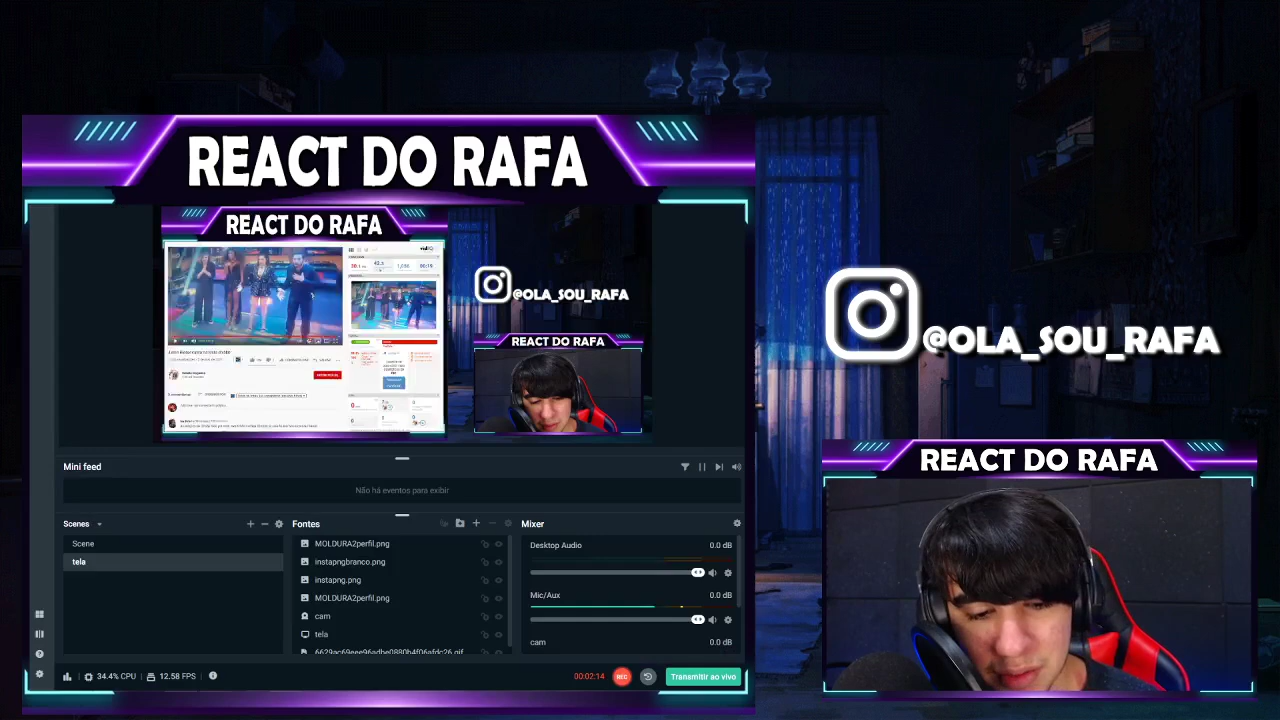 REACT DO RAFA
REACT DO RAFA
@OLA_SOU_RAFA
REACT DO RAFA
@OLA_SOU_RAFA
REACT DO RAFA
Mini feed
Não há eventos para exibir
Scenes
Fontes
Mixer
Scene
tela
MOLDURA2perfil.png
instapngbranco.png
instapng.png
MOLDURA2perfil.png
cam
tela
Desktop Audio 0.0 dB
Mic/Aux 0.0 dB
cam 0.0 dB
34.4% CPU
12.58 FPS
00:02:14
REC
Transmitir ao vivo